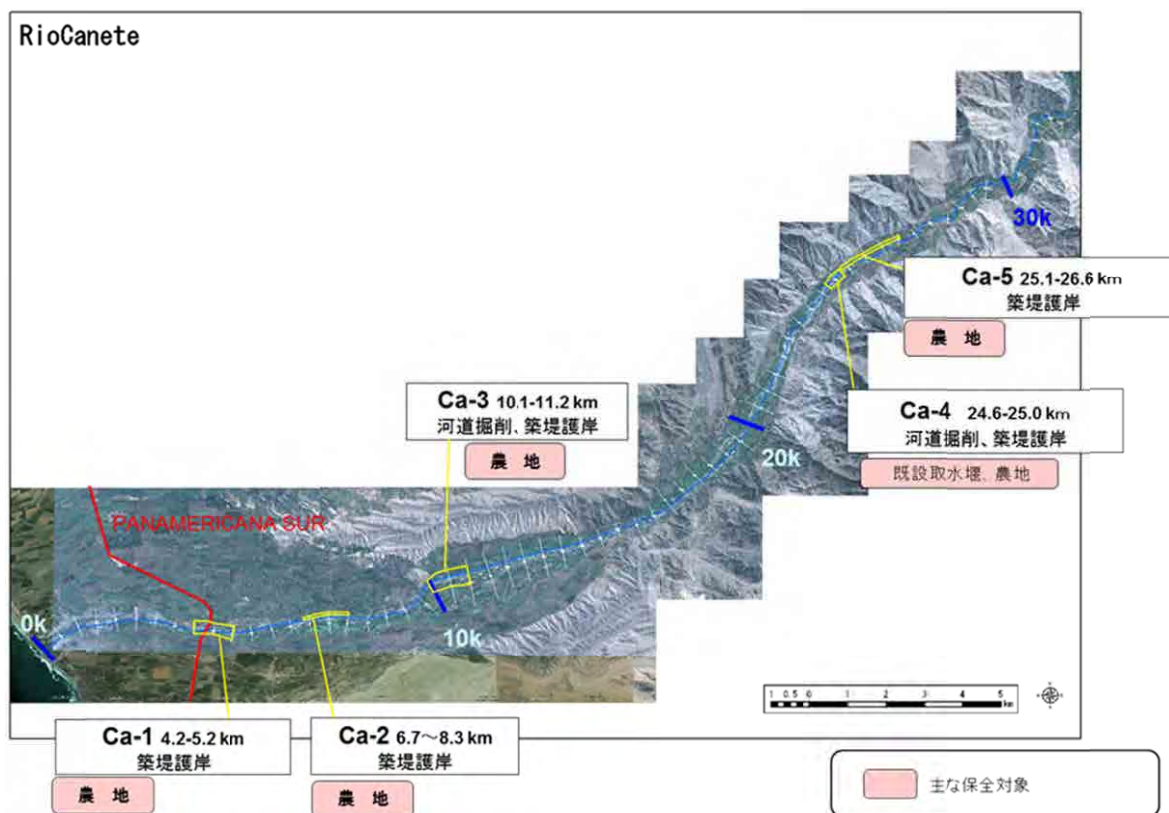 RioCanete
30k
Ca-5 25.1-26.6 km
築堤護岸
農 地
Ca-3 10.1-11.2 km
河道掘削、築堤護岸
農 地
Ca-4 24.6-25.0 km
河道掘削、築堤護岸
既設取水堰、農地
20k
PANAMERICANA SUR
0k
10k
1 0.5 0 1 2 3 4 5
km
Ca-1 4.2-5.2 km
築堤護岸
農 地
Ca-2 6.7～8.3 km
築堤護岸
農 地
主な保全対象